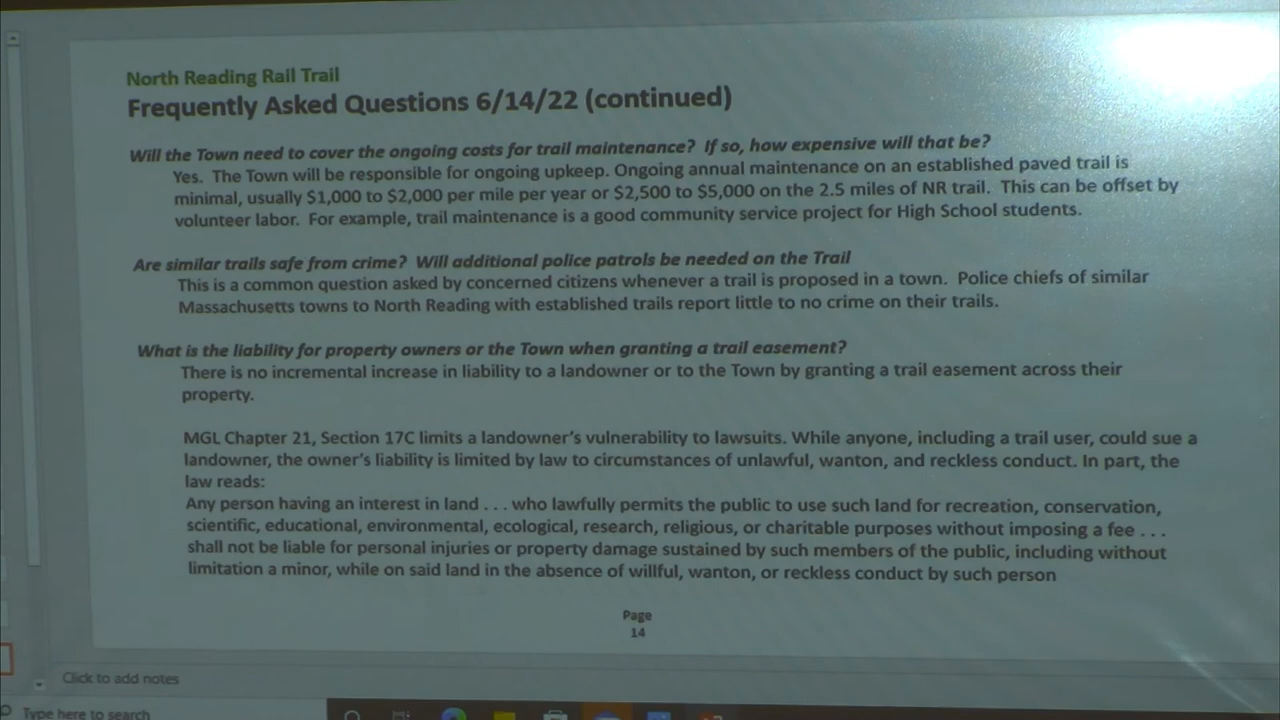 North Reading Rail Trail
Frequently Asked Questions 6/14/22 (continued)
Will the Town need to cover the ongoing costs for trail maintenance?  If so, how expensive will that be?
Yes.  The Town will be responsible for ongoing upkeep. Ongoing annual maintenance on an established paved trail is
minimal, usually $1,000 to $2,000 per mile per year or $2,500 to $5,000 on the 2.5 miles of NR trail.  This can be offset by
volunteer labor.  For example, trail maintenance is a good community service project for High School students.
Are similar trails safe from crime?  Will additional police patrols be needed on the Trail
This is a common question asked by concerned citizens whenever a trail is proposed in a town.  Police chiefs of similar
Massachusetts towns to North Reading with established trails report little to no crime on their trails.
What is the liability for property owners or the Town when granting a trail easement?
There is no incremental increase in liability to a landowner or to the Town by granting a trail easement across their
property.
MGL Chapter 21, Section 17C limits a landowner's vulnerability to lawsuits. While anyone, including a trail user, could sue a
landowner, the owner's liability is limited by law to circumstances of unlawful, wanton, and reckless conduct. In part, the
law reads:
Any person having an interest in land . . . who lawfully permits the public to use such land for recreation, conservation,
scientific, educational, environmental, ecological, research, religious, or charitable purposes without imposing a fee . . .
shall not be liable for personal injuries or property damage sustained by such members of the public, including without
limitation a minor, while on said land in the absence of willful, wanton, or reckless conduct by such person
Page
14
Click to add notes
Type here to search